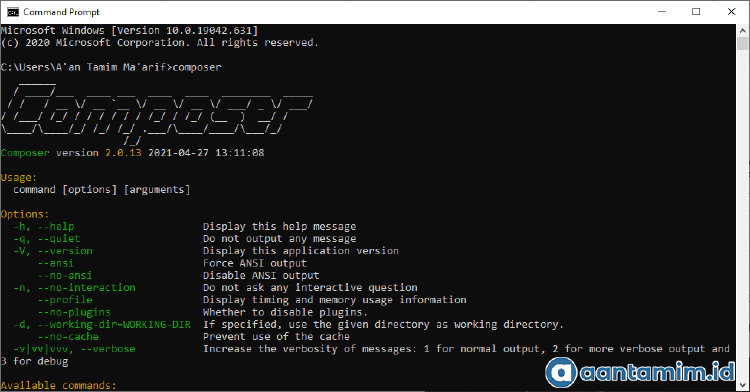 Command Prompt
Microsoft Windows [Version 10.0.19042.631]
(c) 2020 Microsoft Corporation. All rights reserved.
C:\Users\A'an Tamim Ma'arif>composer
Composer
Composer version 2.0.13 2021-04-27 13:11:08
Usage:
command [options] [arguments]
Options:
-h, --help Display this help message
-q, --quiet Do not output any message
-V, --version Display this application version
--ansi Force ANSI output
--no-ansi Disable ANSI output
-n, --no-interaction Do not ask any interactive question
--profile Display timing and memory usage information
--no-plugins Whether to disable plugins.
-d, --working-dir=WORKING-DIR If specified, use the given directory as working directory.
--no-cache Prevent use of the cache
-v|vv|vvv, --verbose Increase the verbosity of messages: 1 for normal output, 2 for more verbose output and
3 for debug
Available commands:
aantamim.id